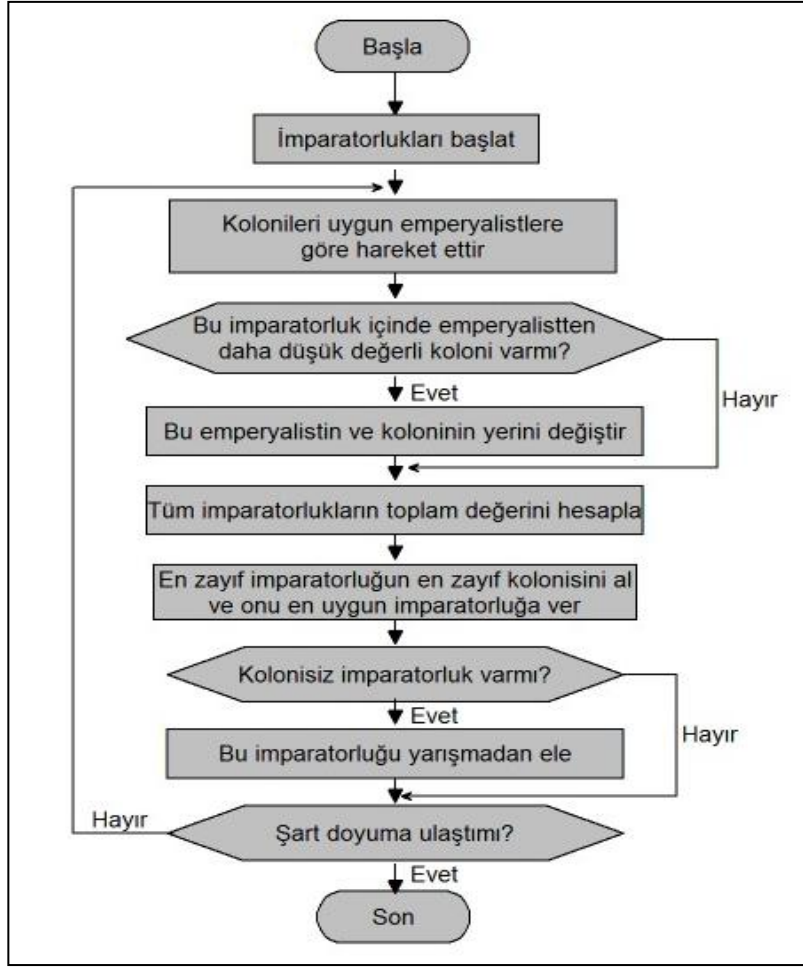 Başla
İmparatorlukları başlat
Kolonileri uygun emperyalistlere
göre hareket ettir
Bu imparatorluk içinde emperyalistten
daha düşük değerli koloni varmı?
Evet
Hayır
Bu emperyalistin ve koloninin yerini değiştir
Tüm imparatorlukların toplam değerini hesapla
En zayıf imparatorluğun en zayıf kolonisini al
ve onu en uygun imparatorluğa ver
Kolonisiz imparatorluk varmı?
Evet
Hayır
Bu imparatorluğu yarışmadan ele
Hayır
Şart doyuma ulaştımı?
Evet
Son